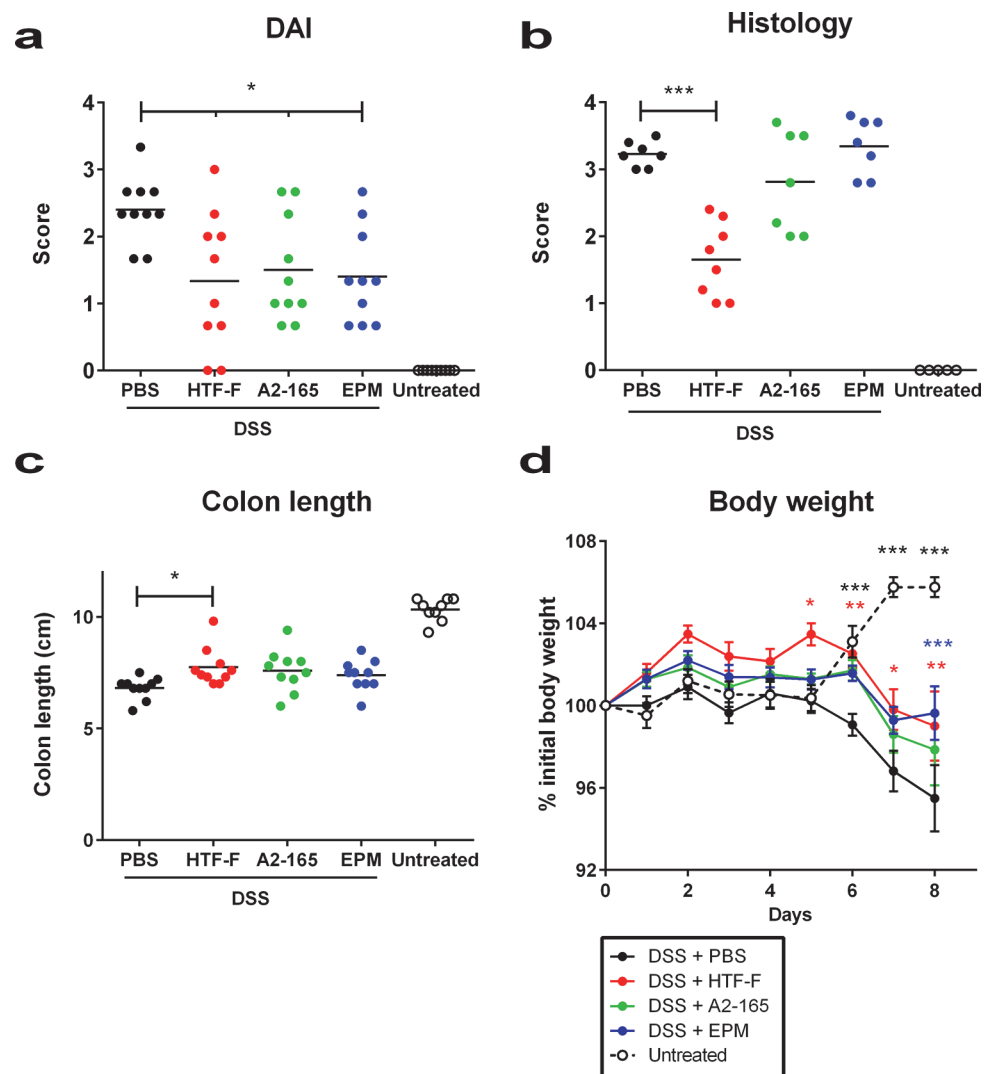 a
DAI
*
4
3
2
1
0
Score
PBS HTF-F A2-165 EPM Untreated
DSS
b
Histology
***
4
3
2
1
0
Score
PBS HTF-F A2-165 EPM Untreated
DSS
c
Colon length
*
10
5
0
Colon length (cm)
PBS HTF-F A2-165 EPM Untreated
DSS
d
Body weight
108
104
100
96
92
% initial body weight
*** ***
***
* **
***
* **
0 2 4 6 8
Days
DSS + PBS
DSS + HTF-F
DSS + A2-165
DSS + EPM
Untreated